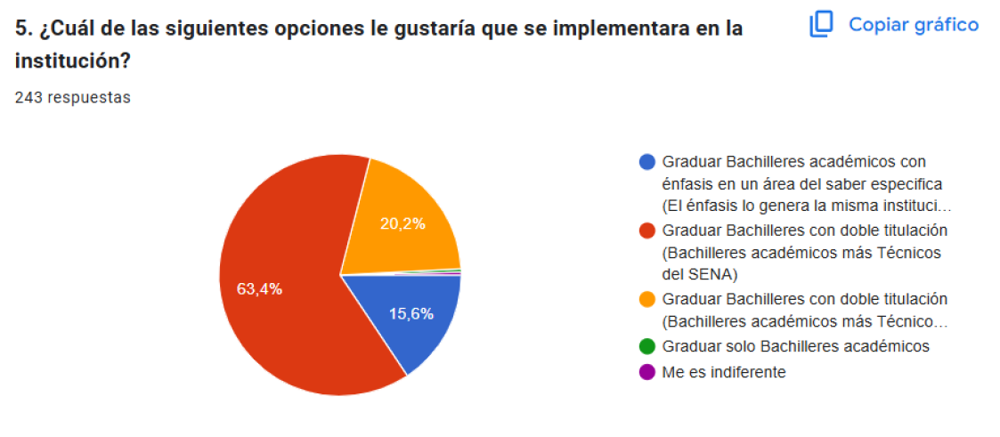 5. ¿Cuál de las siguientes opciones le gustaría que se implementara en la
institución?
Copiar gráfico
243 respuestas
20,2%
63,4%
15,6%
Graduar Bachilleres académicos con
énfasis en un área del saber especifica
(El énfasis lo genera la misma instituci…
Graduar Bachilleres con doble titulación
(Bachilleres académicos más Técnicos
del SENA)
Graduar Bachilleres con doble titulación
(Bachilleres académicos más Técnico…
Graduar solo Bachilleres académicos
Me es indiferente